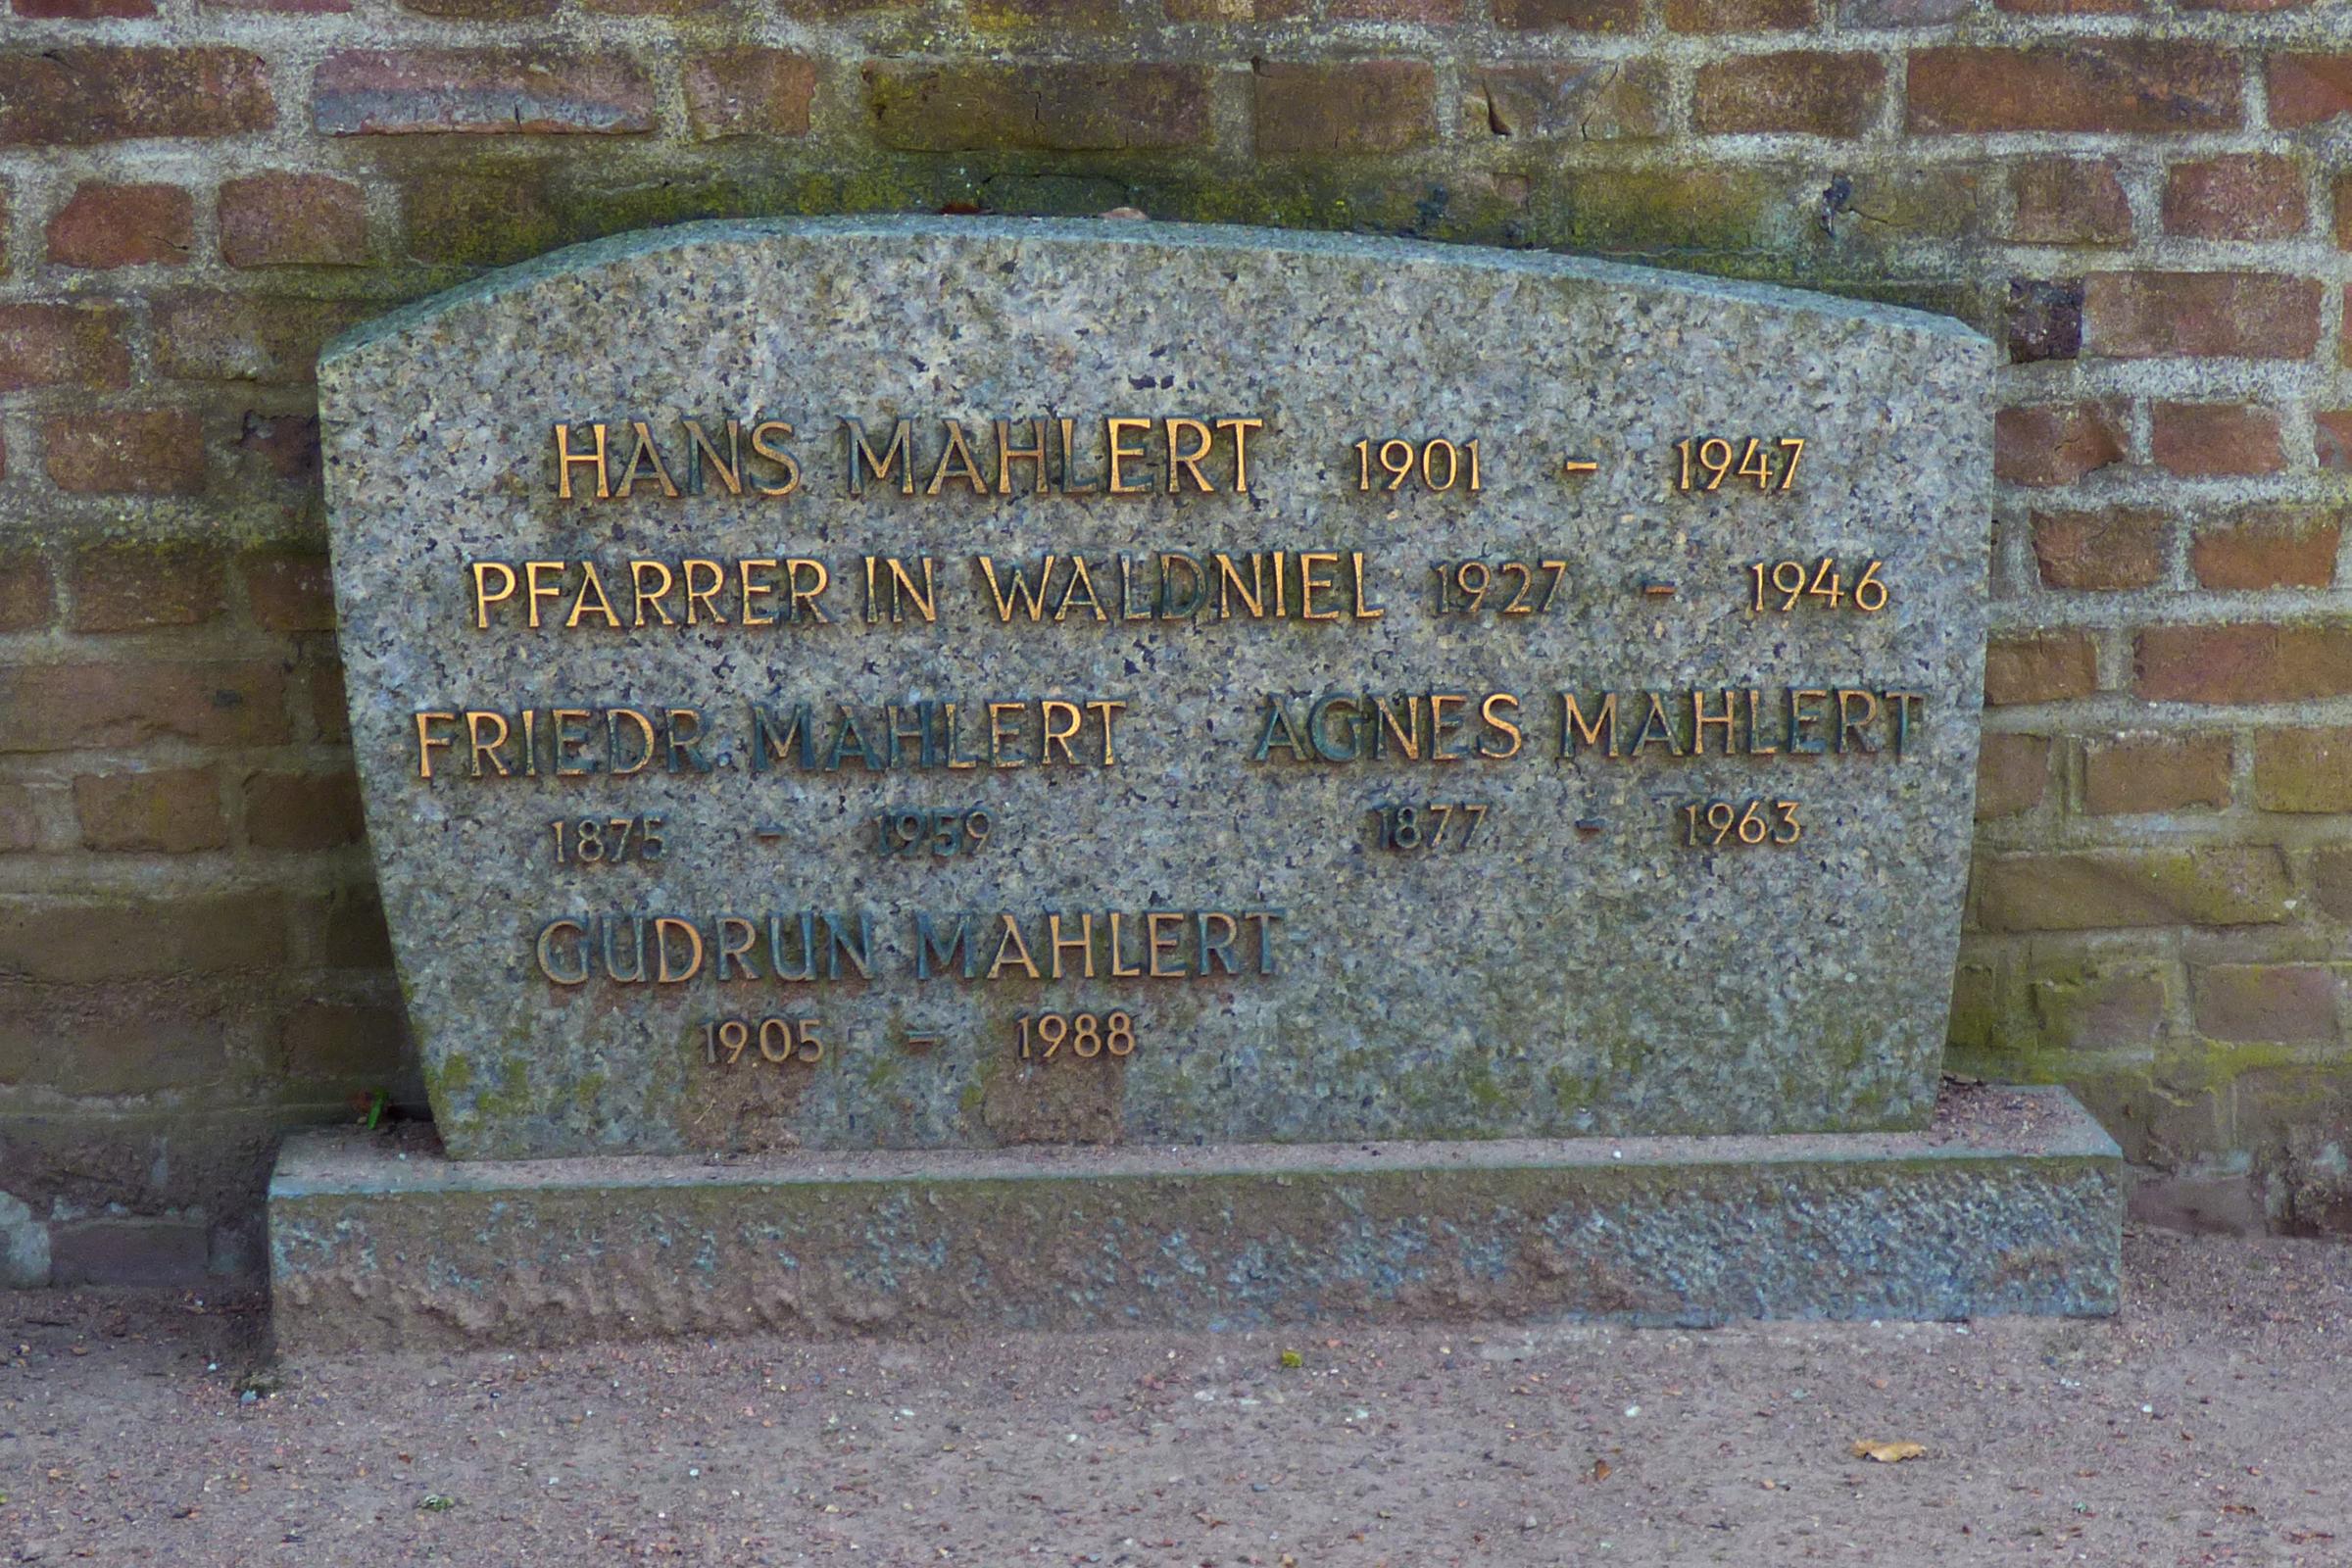 HANS MAHLERT 1901 - 1947
PFARRER IN WALDNIEL 1927 - 1946
FRIEDR. MAHLERT AGNES MAHLERT
1875 - 1959 1877 - 1963
GUDRUN MAHLERT
1905 - 1988